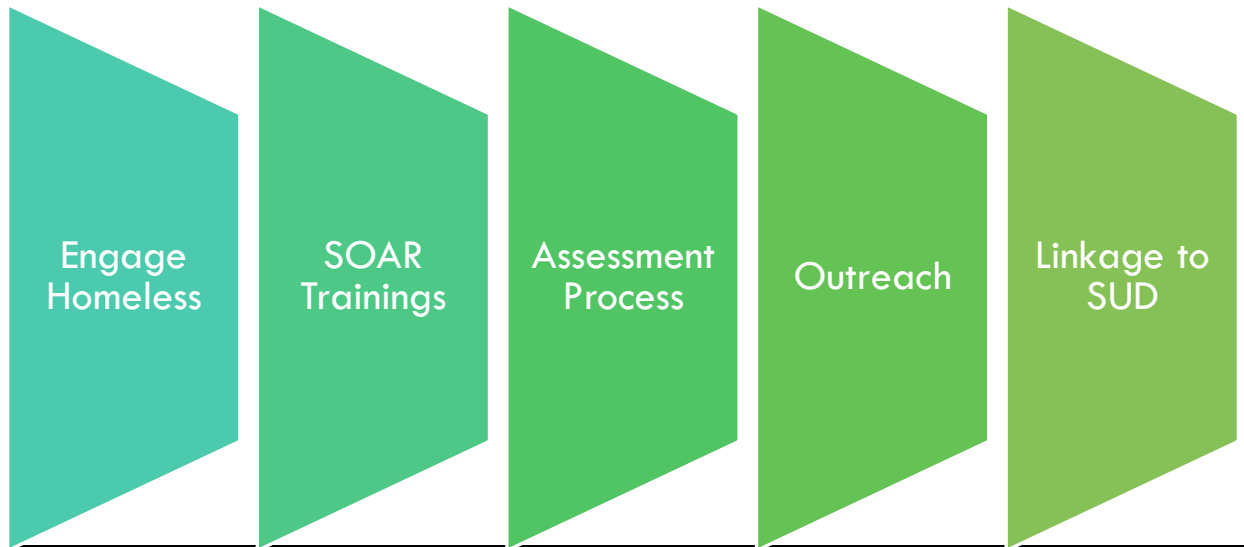 Engage
Homeless
SOAR
Trainings
Assessment
Process
Outreach
Linkage to
SUD